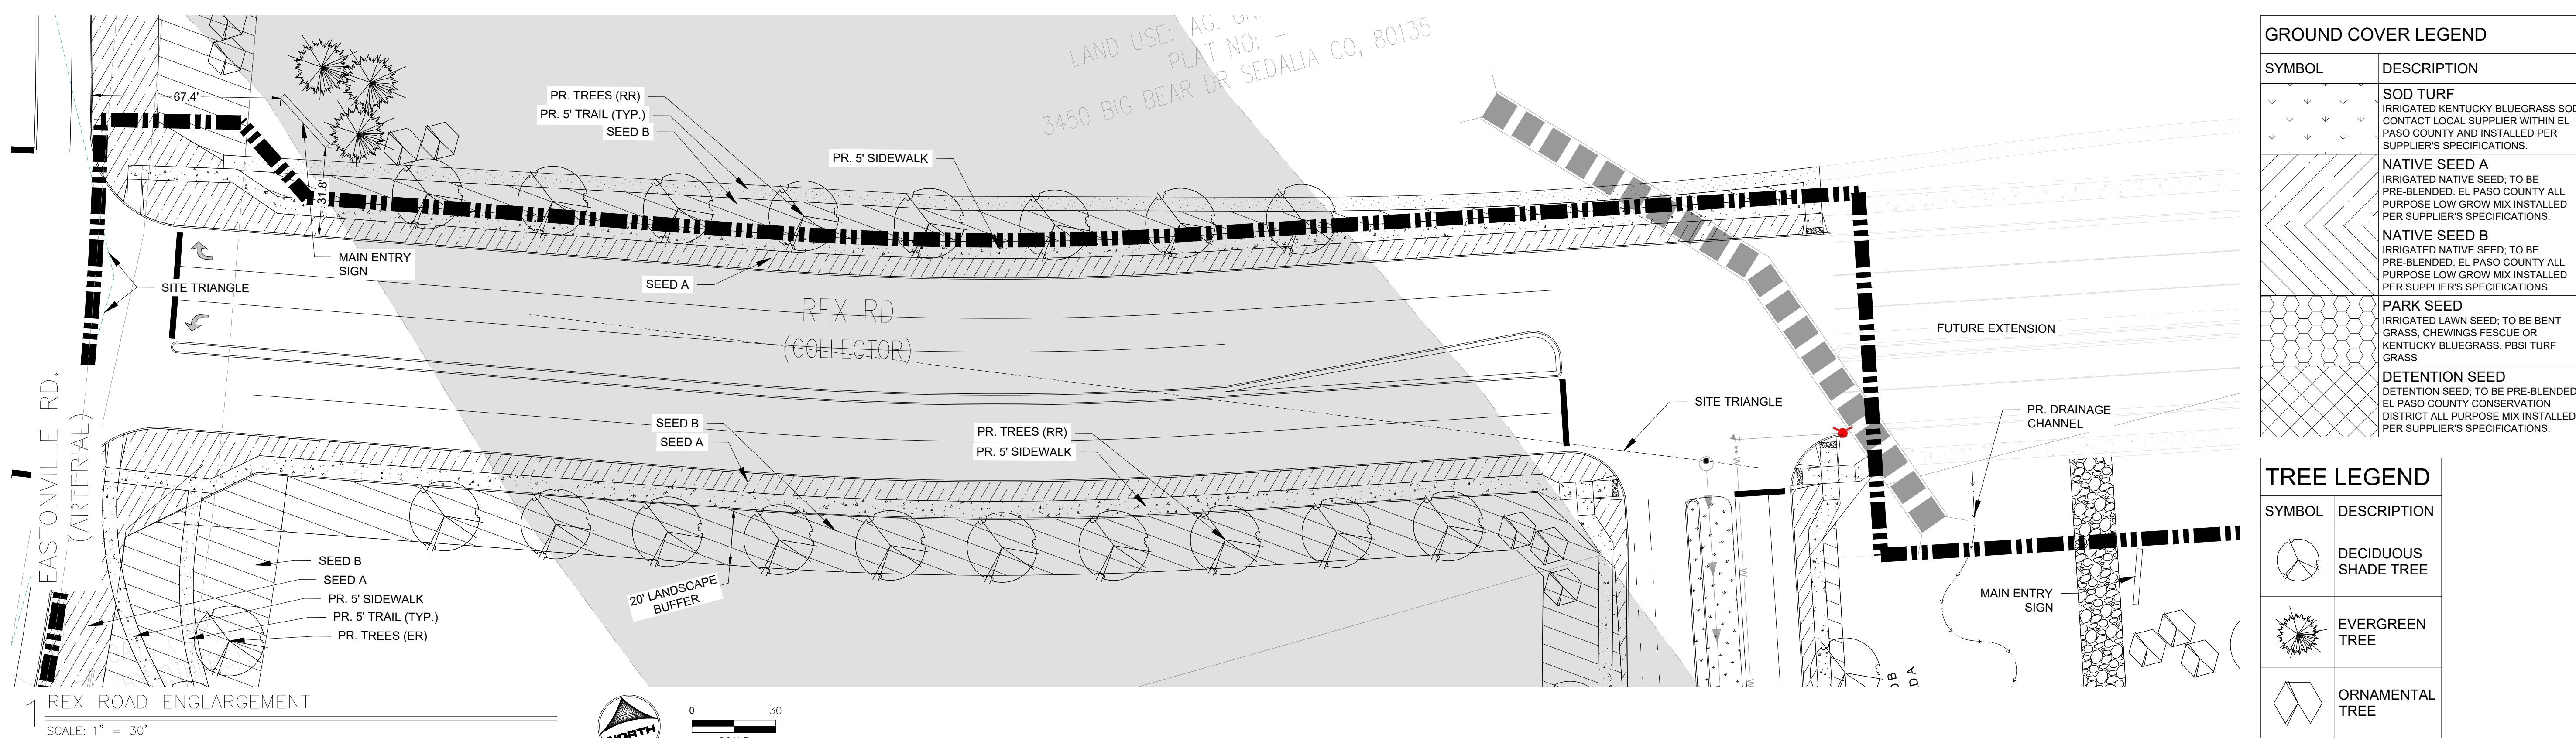 LAND USE: AG.
PLAT NO: –
3450 BIG BEAR DR SEDALIA CO, 80135
67.4'
PR. TREES (RR)
PR. 5' TRAIL (TYP.)
SEED B
PR. 5' SIDEWALK
31.8'
MAIN ENTRY
SIGN
SITE TRIANGLE
SEED A
REX RD
(COLLECTOR)
FUTURE EXTENSION
EASTONVILLE RD.
(ARTERIAL)
SEED B
SEED A
PR. TREES (RR)
PR. 5' SIDEWALK
SITE TRIANGLE
PR. DRAINAGE
CHANNEL
W
W
W
20' LANDSCAPE
BUFFER
SEED B
SEED A
PR. 5' SIDEWALK
PR. 5' TRAIL (TYP.)
PR. TREES (ER)
MAIN ENTRY
SIGN
OB
DA
1
REX ROAD ENGLARGEMENT
SCALE: 1" = 30'
NORTH
0 30
SCALE
GROUND COVER LEGEND
SYMBOL DESCRIPTION
SOD TURF
IRRIGATED KENTUCKY BLUEGRASS SOD
CONTACT LOCAL SUPPLIER WITHIN EL
PASO COUNTY AND INSTALLED PER
SUPPLIER'S SPECIFICATIONS.
NATIVE SEED A
IRRIGATED NATIVE SEED; TO BE
PRE-BLENDED. EL PASO COUNTY ALL
PURPOSE LOW GROW MIX INSTALLED
PER SUPPLIER'S SPECIFICATIONS.
NATIVE SEED B
IRRIGATED NATIVE SEED; TO BE
PRE-BLENDED. EL PASO COUNTY ALL
PURPOSE LOW GROW MIX INSTALLED
PER SUPPLIER'S SPECIFICATIONS.
PARK SEED
IRRIGATED LAWN SEED; TO BE BENT
GRASS, CHEWINGS FESCUE OR
KENTUCKY BLUEGRASS. PBSI TURF
GRASS
DETENTION SEED
DETENTION SEED; TO BE PRE-BLENDED
EL PASO COUNTY CONSERVATION
DISTRICT ALL PURPOSE MIX INSTALLED
PER SUPPLIER'S SPECIFICATIONS.
TREE LEGEND
SYMBOL DESCRIPTION
DECIDUOUS
SHADE TREE
EVERGREEN
TREE
ORNAMENTAL
TREE